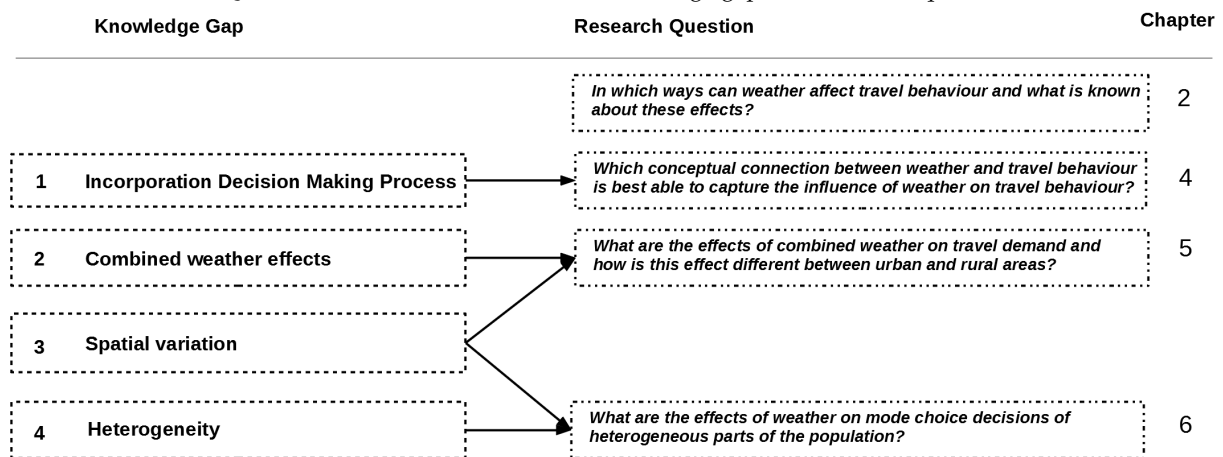 Knowledge Gap
Research Question
Chapter
In which ways can weather affect travel behaviour and what is known
about these effects?
2
1 Incorporation Decision Making Process
Which conceptual connection between weather and travel behaviour
is best able to capture the influence of weather on travel behaviour?
4
2 Combined weather effects
What are the effects of combined weather on travel demand and
how is this effect different between urban and rural areas?
5
3 Spatial variation
4 Heterogeneity
What are the effects of weather on mode choice decisions of
heterogeneous parts of the population?
6